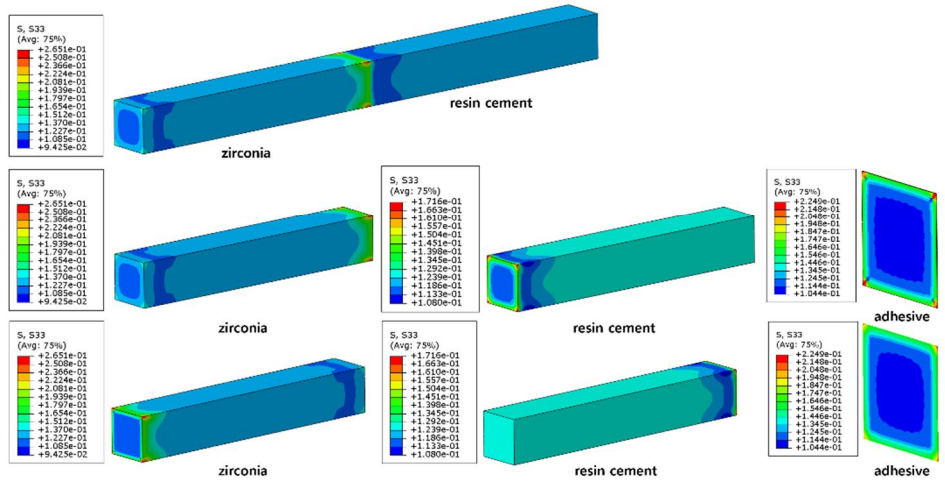 S, S33
(Avg: 75%)
+2.651e-01
+2.508e-01
+2.366e-01
+2.224e-01
+2.081e-01
+1.939e-01
+1.797e-01
+1.654e-01
+1.512e-01
+1.370e-01
+1.227e-01
+1.085e-01
+9.425e-02
resin cement
zirconia
S, S33
(Avg: 75%)
+2.651e-01
+2.508e-01
+2.366e-01
+2.224e-01
+2.081e-01
+1.939e-01
+1.797e-01
+1.654e-01
+1.512e-01
+1.370e-01
+1.227e-01
+1.085e-01
+9.425e-02
zirconia
S, S33
(Avg: 75%)
+1.716e-01
+1.663e-01
+1.610e-01
+1.557e-01
+1.504e-01
+1.451e-01
+1.398e-01
+1.345e-01
+1.292e-01
+1.239e-01
+1.186e-01
+1.133e-01
+1.080e-01
resin cement
S, S33
(Avg: 75%)
+2.249e-01
+2.148e-01
+2.048e-01
+1.948e-01
+1.847e-01
+1.747e-01
+1.646e-01
+1.546e-01
+1.446e-01
+1.345e-01
+1.245e-01
+1.144e-01
+1.044e-01
adhesive
S, S33
(Avg: 75%)
+2.651e-01
+2.508e-01
+2.366e-01
+2.224e-01
+2.081e-01
+1.939e-01
+1.797e-01
+1.654e-01
+1.512e-01
+1.370e-01
+1.227e-01
+1.085e-01
+9.425e-02
zirconia
S, S33
(Avg: 75%)
+1.716e-01
+1.663e-01
+1.610e-01
+1.557e-01
+1.504e-01
+1.451e-01
+1.398e-01
+1.345e-01
+1.292e-01
+1.239e-01
+1.186e-01
+1.133e-01
+1.080e-01
resin cement
S, S33
(Avg: 75%)
+2.249e-01
+2.148e-01
+2.048e-01
+1.948e-01
+1.847e-01
+1.747e-01
+1.646e-01
+1.546e-01
+1.446e-01
+1.345e-01
+1.245e-01
+1.144e-01
+1.044e-01
adhesive